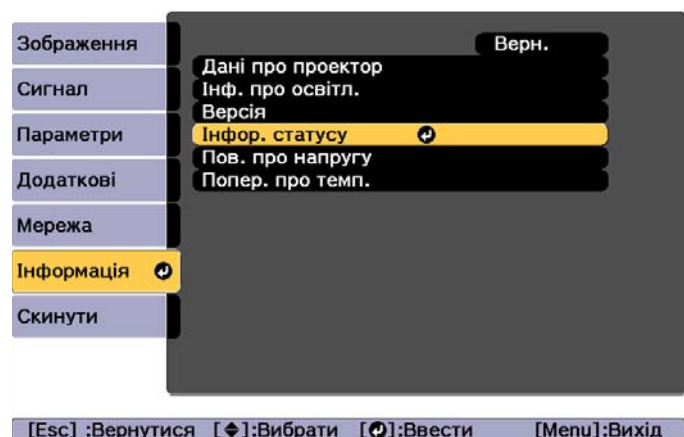 Зображення
Сигнал
Параметри
Додаткові
Мережа
Інформація
Скинути
Верн.
Дані про проектор
Інф. про освітл.
Версія
Інфор. статусу
Пов. про напругу
Попер. про темп.
[Esc] :Вернутися [◆]:Вибрати [↵]:Ввести [Menu]:Вихід